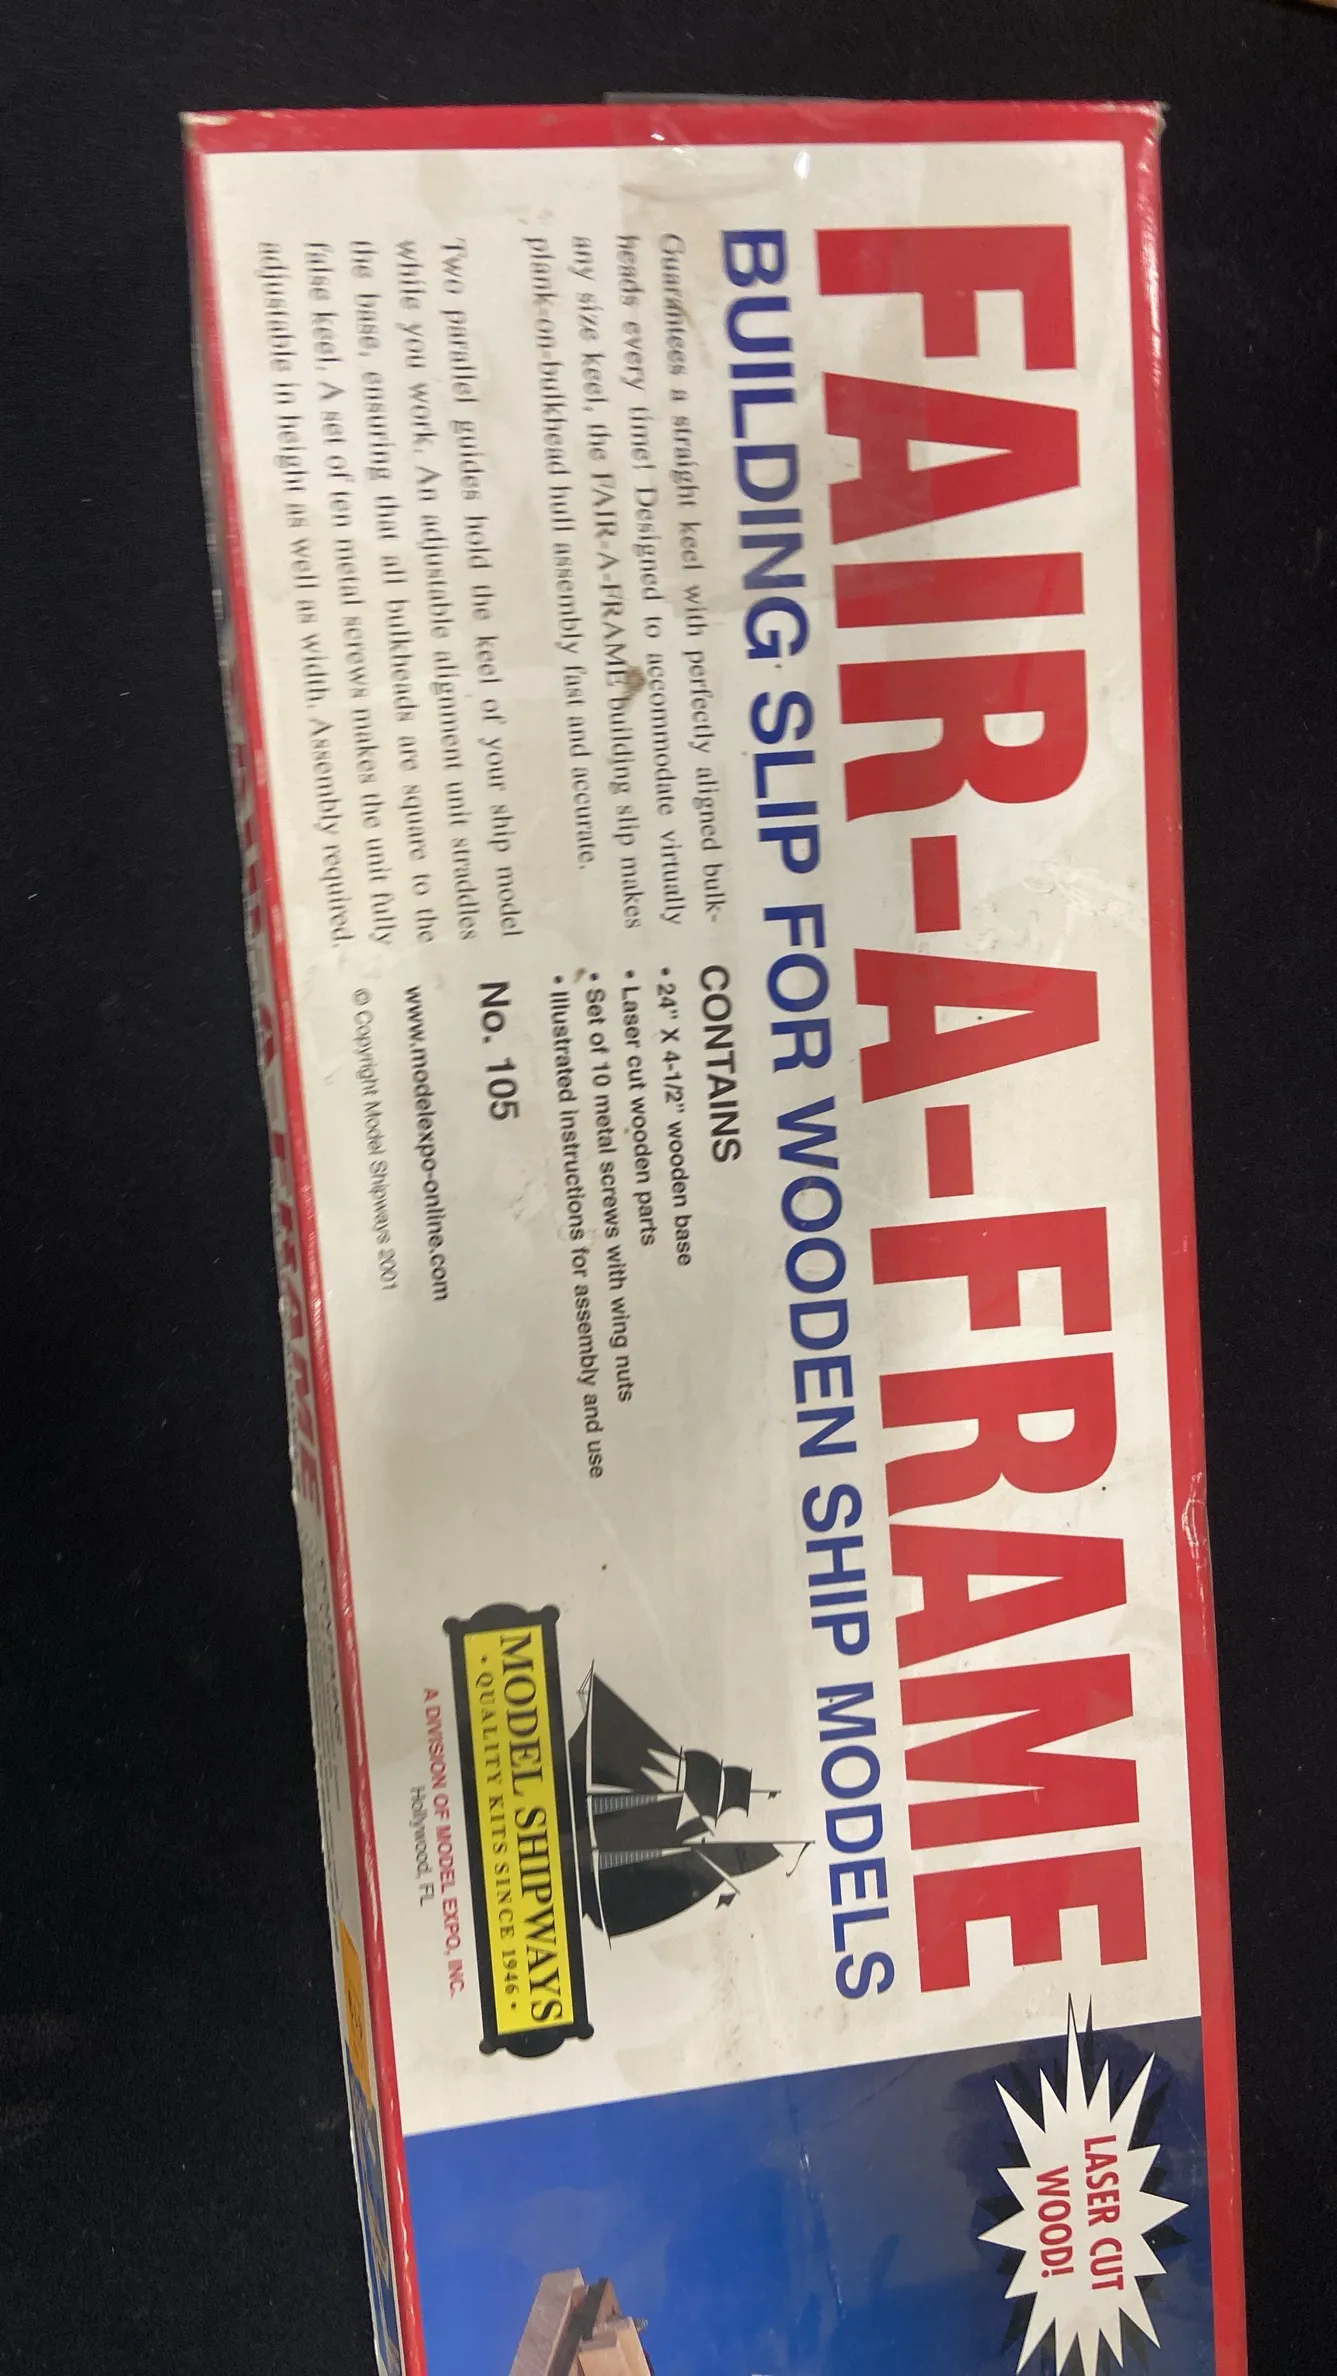 FAIR-A-FRAME
BUILDING SLIP FOR WOODEN SHIP MODELS
Guarantees a straight keel with perfectly aligned bulk-
heads every time! Designed to accommodate virtually
any size keel, the FAIR-A-FRAME building slip makes
plank-on-bulkhead hull assembly fast and accurate.
Two parallel guides hold the keel of your ship model
while you work. An adjustable alignment unit straddles
the base, ensuring that all bulkheads are square to the
false keel. A set of ten metal screws makes the unit fully
adjustable in height as well as width. Assembly required.
CONTAINS
• 24" X 4-1/2" wooden base
• Laser cut wooden parts
• Set of 10 metal screws with wing nuts
• Illustrated instructions for assembly and use
No. 105
www.modelexpo-online.com
© Copyright Model Shipways 2001
MODEL SHIPWAYS
• QUALITY KITS SINCE 1946 •
A DIVISION OF MODEL EXPO, INC.
Hollywood, FL
LASER CUT
WOOD!